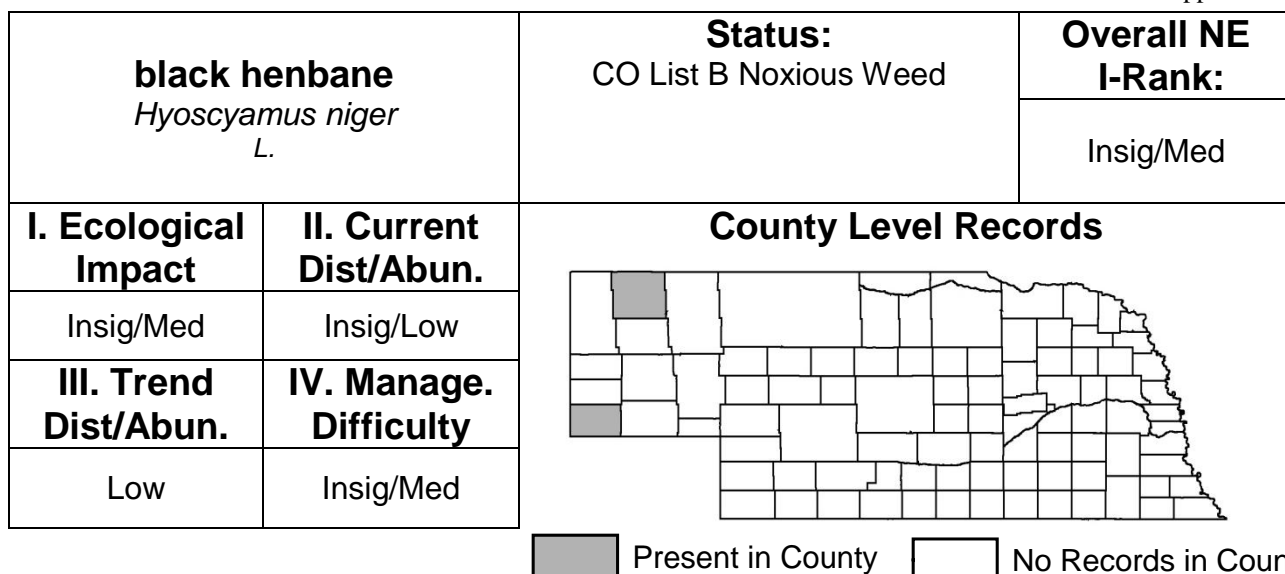 black henbane
Hyoscyamus niger
L.
Status:
CO List B Noxious Weed
Overall NE
I-Rank:
Insig/Med
I. Ecological
Impact
II. Current
Dist/Abun.
Insig/Med
Insig/Low
III. Trend
Dist/Abun.
IV. Manage.
Difficulty
Low
Insig/Med
County Level Records
Present in County
No Records in Coun